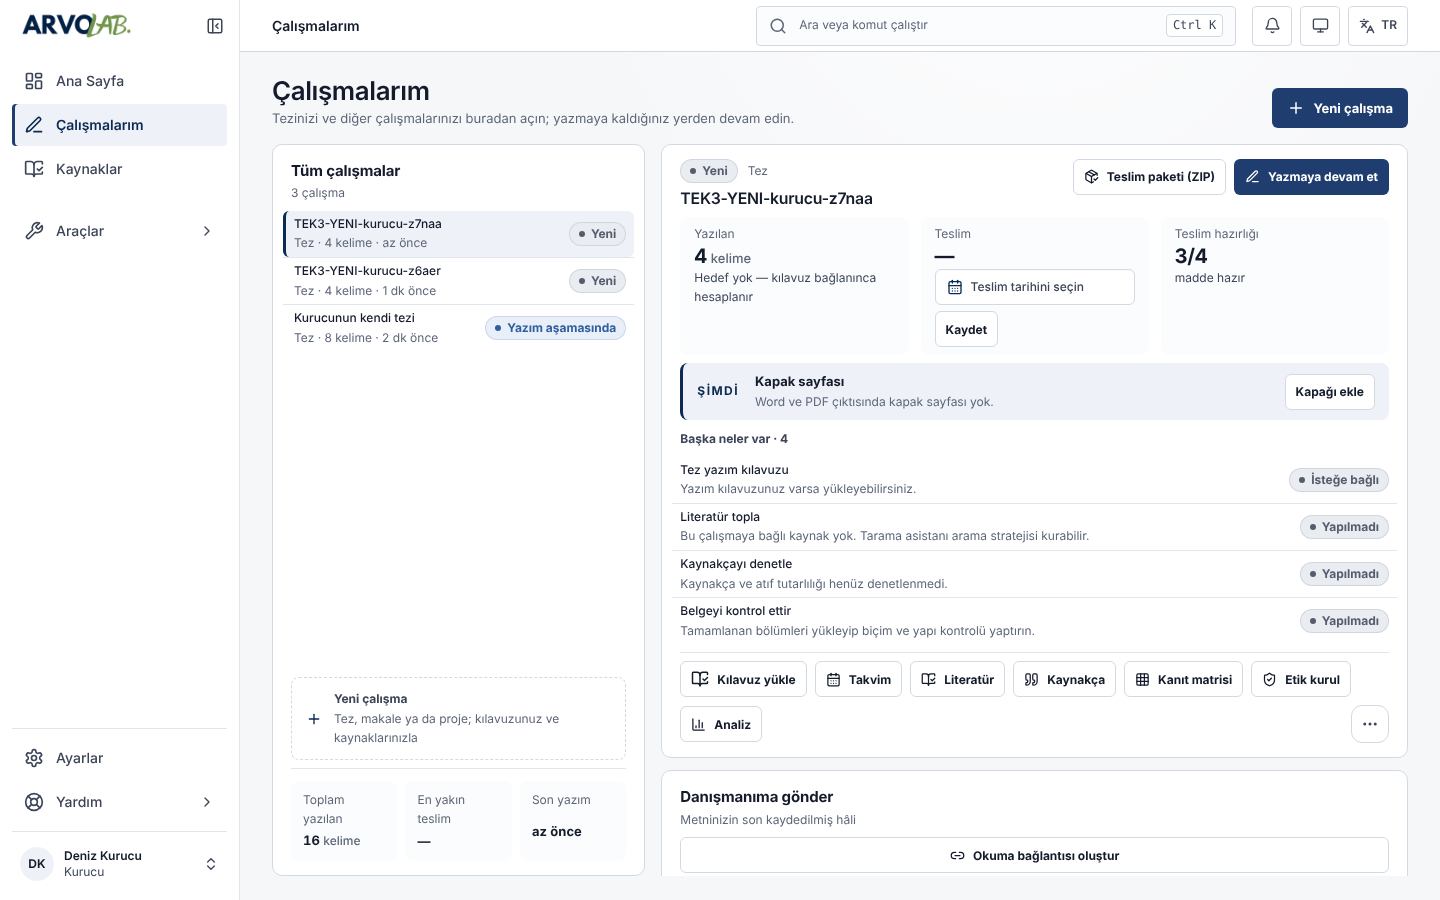 ARVOLAB.
Çalışmalarım
Ara veya komut çalıştır
Ctrl K
TR
Ana Sayfa
Çalışmalarım
Kaynaklar
Araçlar
Ayarlar
Yardım
DK
Deniz Kurucu
Kurucu
Çalışmalarım
Tezinizi ve diğer çalışmalarınızı buradan açın; yazmaya kaldığınız yerden devam edin.
Yeni çalışma
Tüm çalışmalar
3 çalışma
TEK3-YENI-kurucu-z7naa
Tez · 4 kelime · az önce
Yeni
TEK3-YENI-kurucu-z6aer
Tez · 4 kelime · 1 dk önce
Yeni
Kurucunun kendi tezi
Tez · 8 kelime · 2 dk önce
Yazım aşamasında
Yeni çalışma
Tez, makale ya da proje; kılavuzunuz ve
kaynaklarınızla
Toplam
yazılan
16 kelime
En yakın
teslim
—
Son yazım
az önce
Yeni
Tez
TEK3-YENI-kurucu-z7naa
Teslim paketi (ZIP)
Yazmaya devam et
Yazılan
4 kelime
Hedef yok — kılavuz bağlanınca
hesaplanır
Teslim
—
Teslim tarihini seçin
Kaydet
Teslim hazırlığı
3/4
madde hazır
ŞİMDİ
Kapak sayfası
Word ve PDF çıktısında kapak sayfası yok.
Kapağı ekle
Başka neler var · 4
Tez yazım kılavuzu
Yazım kılavuzunuz varsa yükleyebilirsiniz.
İsteğe bağlı
Literatür topla
Bu çalışmaya bağlı kaynak yok. Tarama asistanı arama stratejisi kurabilir.
Yapılmadı
Kaynakçayı denetle
Kaynakça ve atıf tutarlılığı henüz denetlenmedi.
Yapılmadı
Belgeyi kontrol ettir
Tamamlanan bölümleri yükleyip biçim ve yapı kontrolü yaptırın.
Yapılmadı
Kılavuz yükle
Takvim
Literatür
Kaynakça
Kanıt matrisi
Etik kurul
Analiz
Danışmanıma gönder
Metninizin son kaydedilmiş hâli
Okuma bağlantısı oluştur